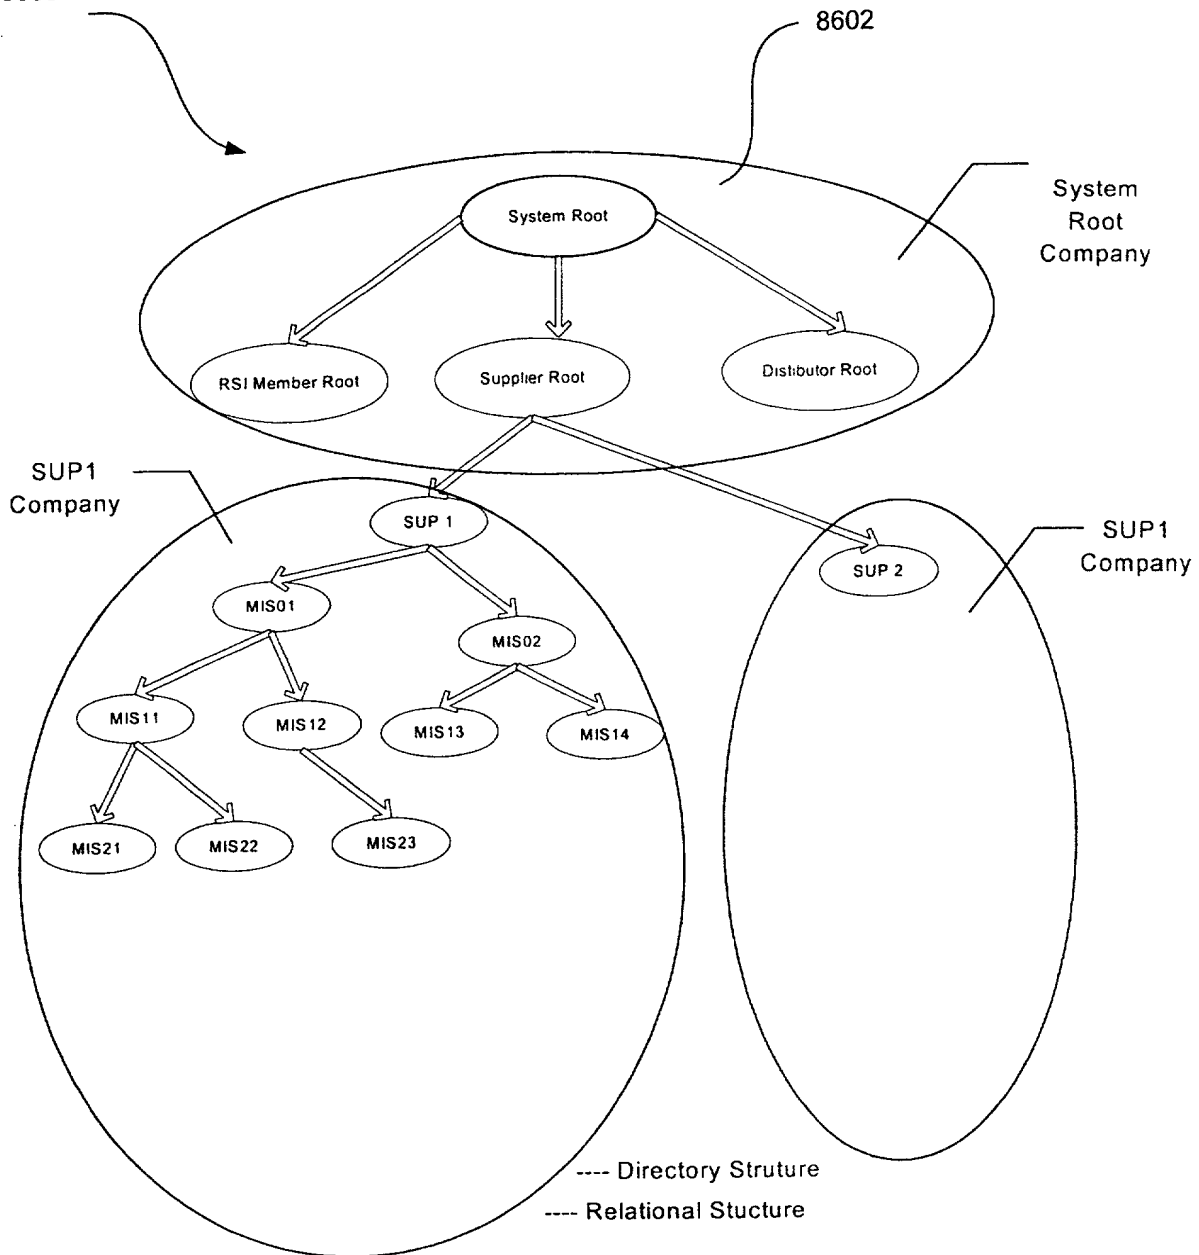 8602
System
Root
Company
System Root
RSI Member Root
Supplier Root
Distibutor Root
SUP1
Company
SUP 1
SUP1
Company
SUP 2
MIS01
MIS02
MIS11
MIS12
MIS13
MIS14
MIS21
MIS22
MIS23
---- Directory Struture
---- Relational Stucture